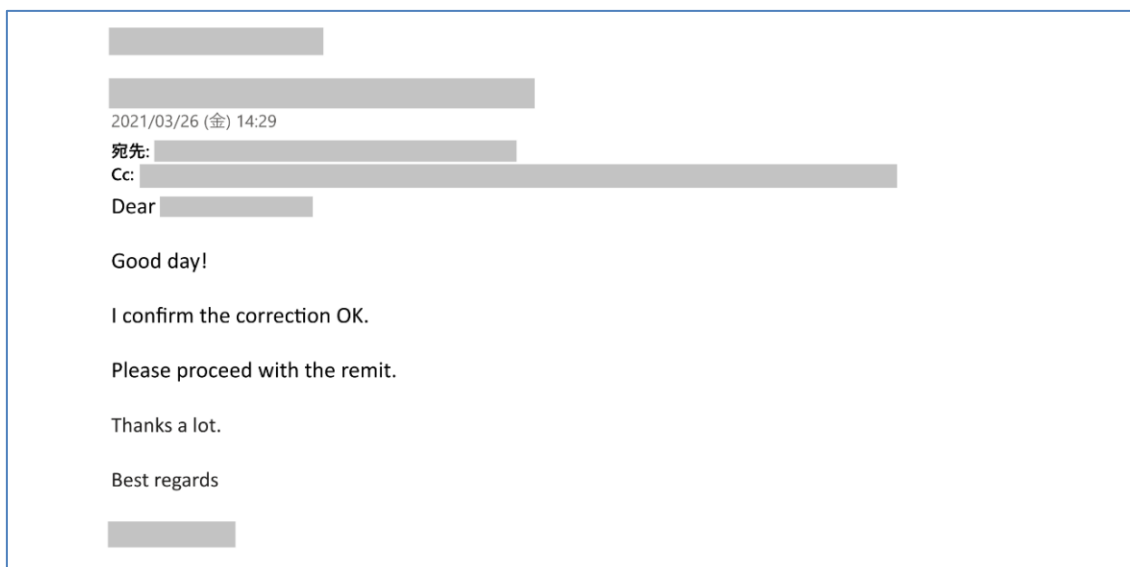 2021/03/26 (金) 14:29
宛先:
Cc:
Dear
Good day!
I confirm the correction OK.
Please proceed with the remit.
Thanks a lot.
Best regards